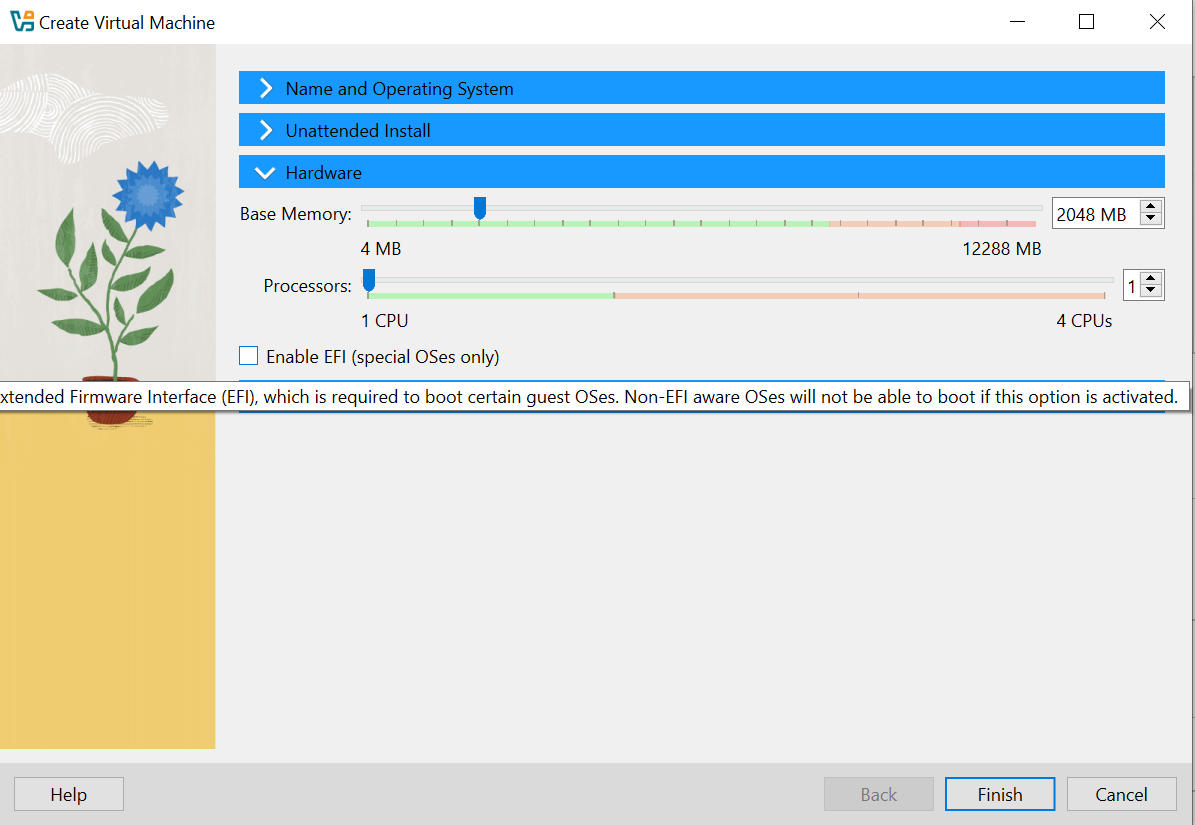 Create Virtual Machine
Name and Operating System
Unattended Install
Hardware
Base Memory: 2048 MB
4 MB 12288 MB
Processors: 1
1 CPU 4 CPUs
Enable EFI (special OSes only)
xtended Firmware Interface (EFI), which is required to boot certain guest OSes. Non-EFI aware OSes will not be able to boot if this option is activated.
Help Back Finish Cancel